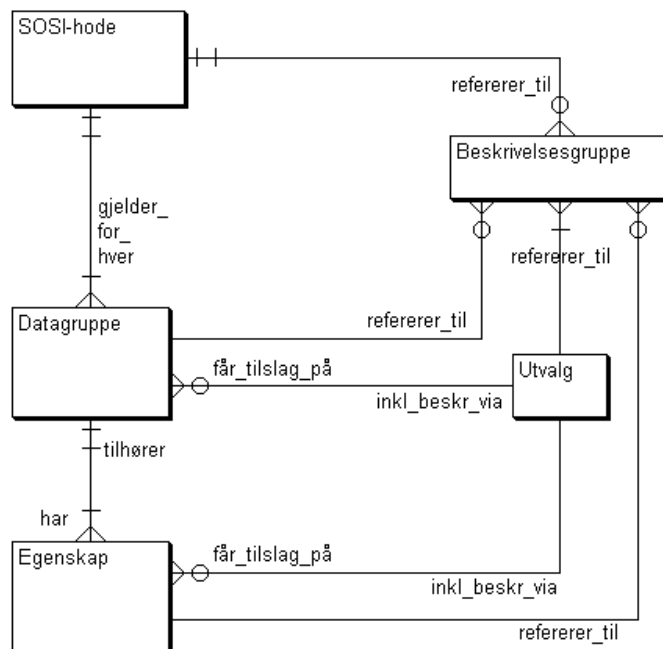 SOSI-hode
refererer_til
Beskrivelsesgruppe
gjelder_
for_
hver
refererer_til
Datagruppe
refererer_til
får_tilslag_på
Utvalg
inkl_beskr_via
tilhører
har
Egenskap
får_tilslag_på
inkl_beskr_via
refererer_til